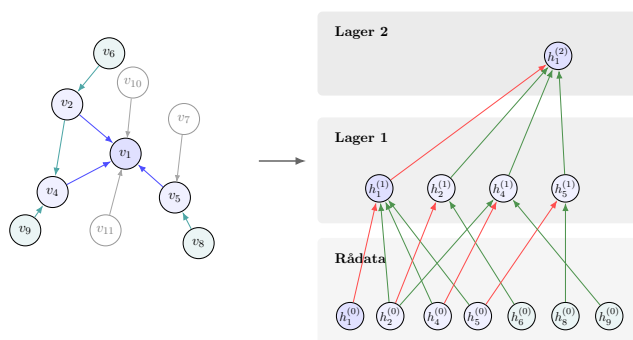 v₆
v₁₀
v₂
v₇
v₁
v₄
v₅
v₉
v₁₁
v₈
Lager 2
h₁⁽²⁾
Lager 1
h₁⁽¹⁾ h₂⁽¹⁾ h₄⁽¹⁾ h₅⁽¹⁾
Rådata
h₁⁽⁰⁾ h₂⁽⁰⁾ h₄⁽⁰⁾ h₅⁽⁰⁾ h₆⁽⁰⁾ h₈⁽⁰⁾ h₉⁽⁰⁾